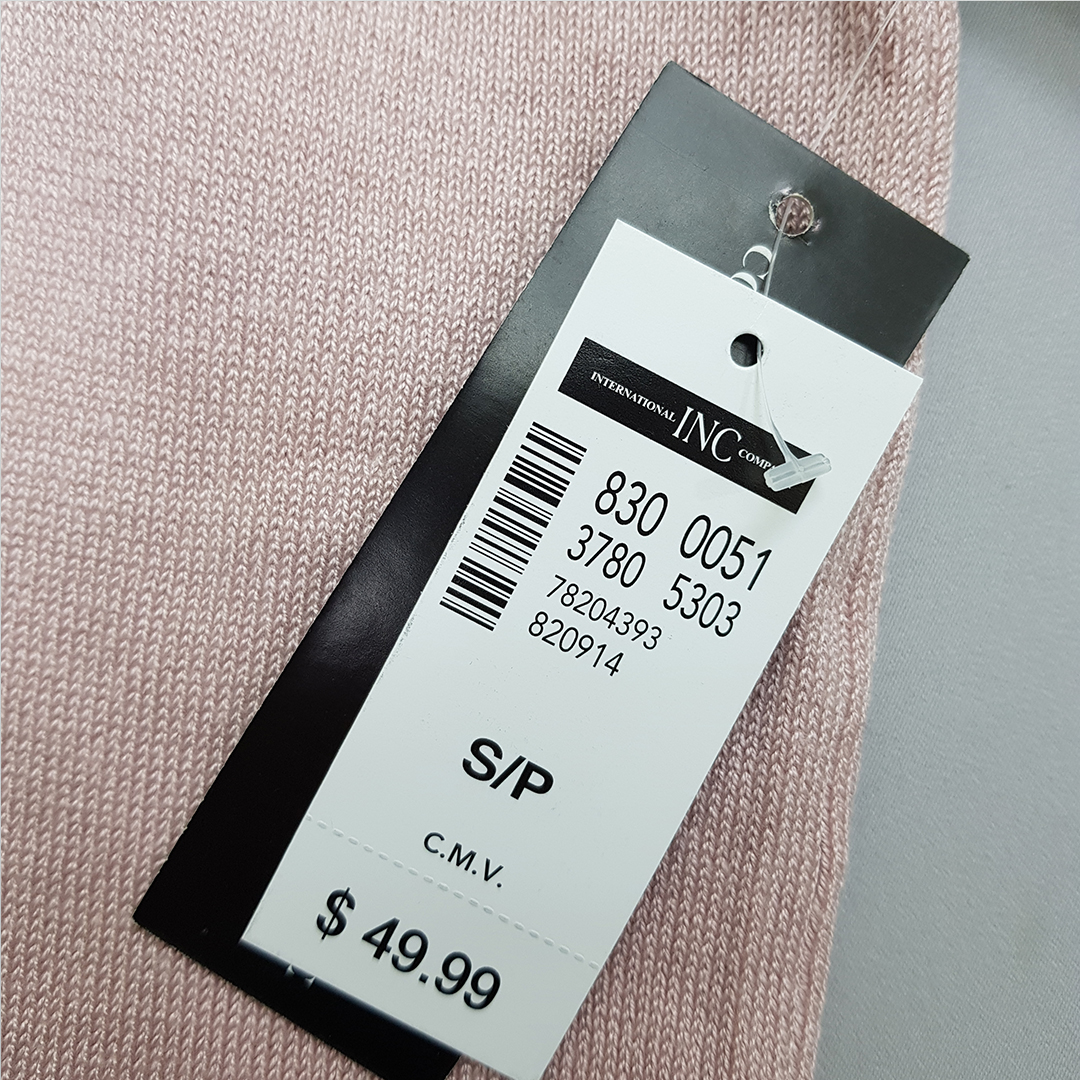 INTERNATIONAL INC
830 0051
3780 5303
78204393
820914
S/P
C.M.V.
$ 49.99